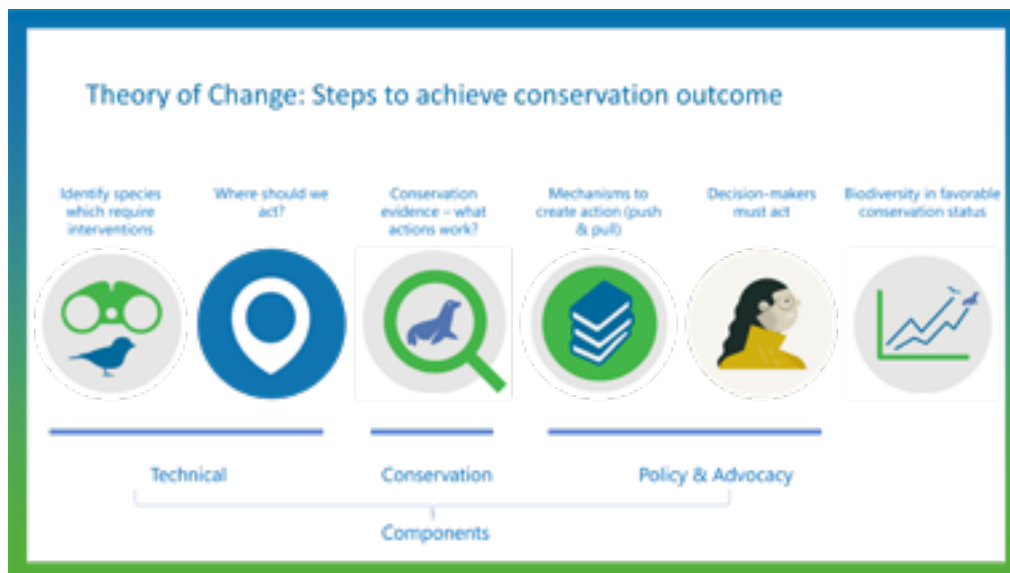 Theory of Change: Steps to achieve conservation outcome
Identify species
which require
interventions
Where should we
act?
Conservation
evidence – what
actions work?
Mechanisms to
create action (push
& pull)
Decision-makers
must act
Biodiversity in favorable
conservation status
Technical
Conservation
Policy & Advocacy
Components